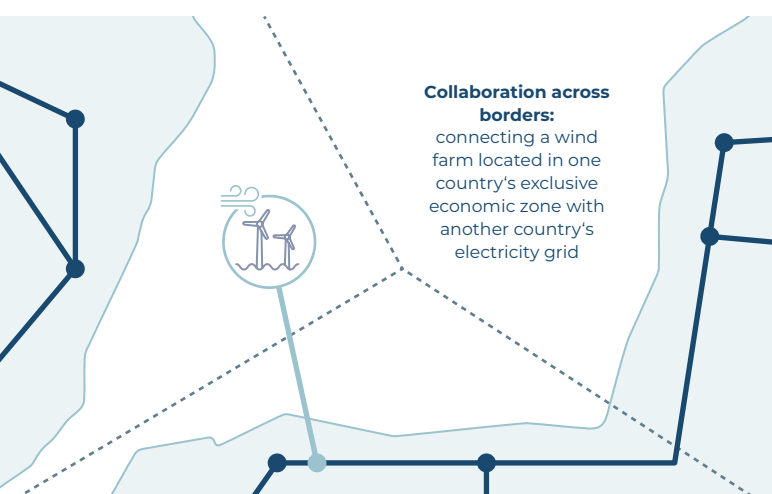 Collaboration across
borders:
connecting a wind
farm located in one
country‘s exclusive
economic zone with
another country‘s
electricity grid